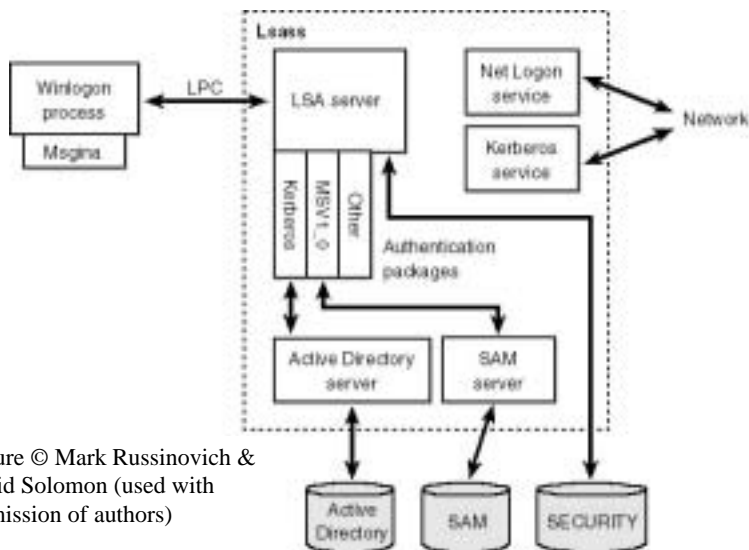 Lsass
Winlogon
process
Msgina
LPC
LSA server
Net Logon
service
Kerberos
service
Network
Kerberos
MSV1_0
Other
Authentication
packages
Active Directory
server
SAM
server
ure © Mark Russinovich &
id Solomon (used with
nission of authors)
Active
Directory
SAM
SECURITY